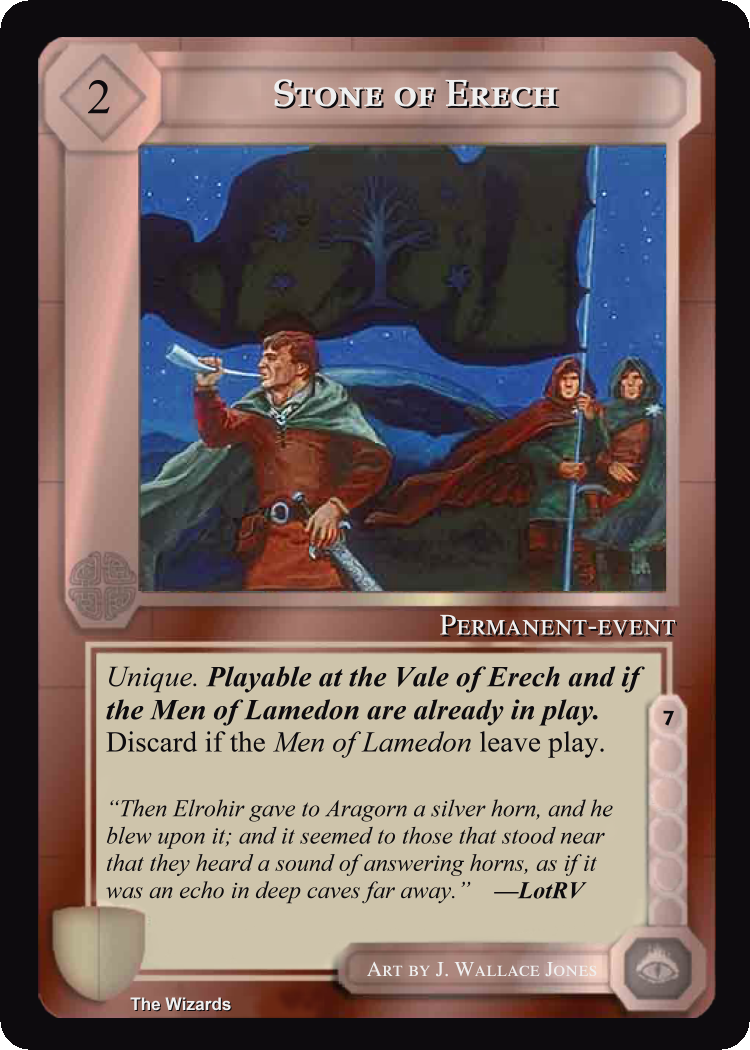 2
STONE OF ERECH
PERMANENT-EVENT
Unique. Playable at the Vale of Erech and if
the Men of Lamedon are already in play.
Discard if the Men of Lamedon leave play.
7
“Then Elrohir gave to Aragorn a silver horn, and he
blew upon it; and it seemed to those that stood near
that they heard a sound of answering horns, as if it
was an echo in deep caves far away.” —LotRV
ART BY J. WALLACE JONES
The Wizards